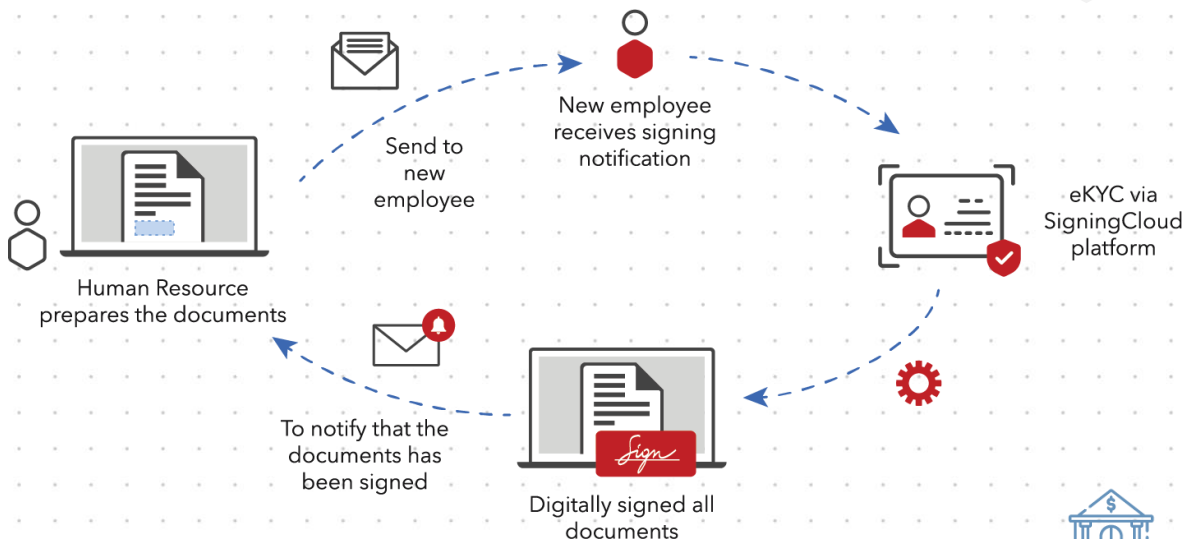 New employee
receives signing
notification
Send to
new
employee
eKYC via
SigningCloud
platform
Human Resource
prepares the documents
To notify that the
documents has
been signed
Sign
Digitally signed all
documents
$